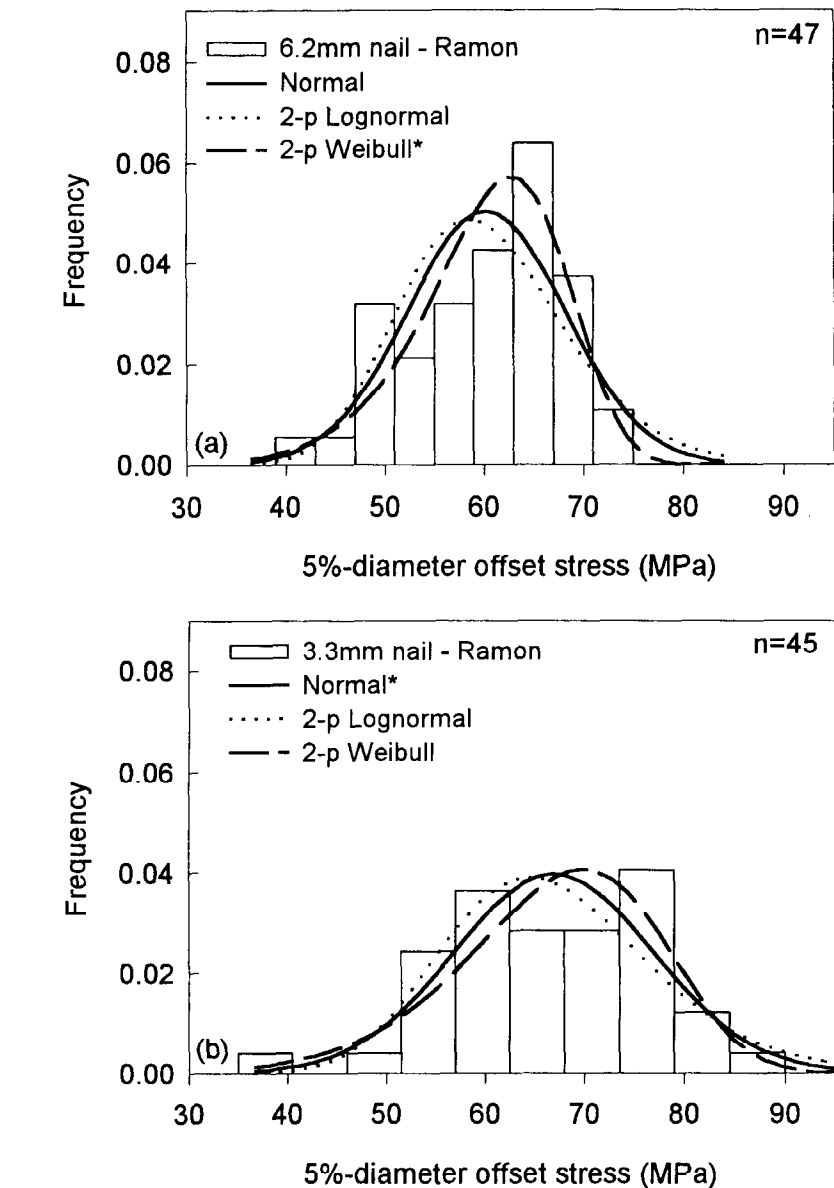 n=47
6.2mm nail - Ramon
Normal
2-p Lognormal
2-p Weibull*
0.08
0.06
0.04
0.02
0.00
Frequency
(a)
30 40 50 60 70 80 90
5%-diameter offset stress (MPa)
n=45
3.3mm nail - Ramon
Normal*
2-p Lognormal
2-p Weibull
0.08
0.06
0.04
0.02
0.00
Frequency
(b)
30 40 50 60 70 80 90
5%-diameter offset stress (MPa)